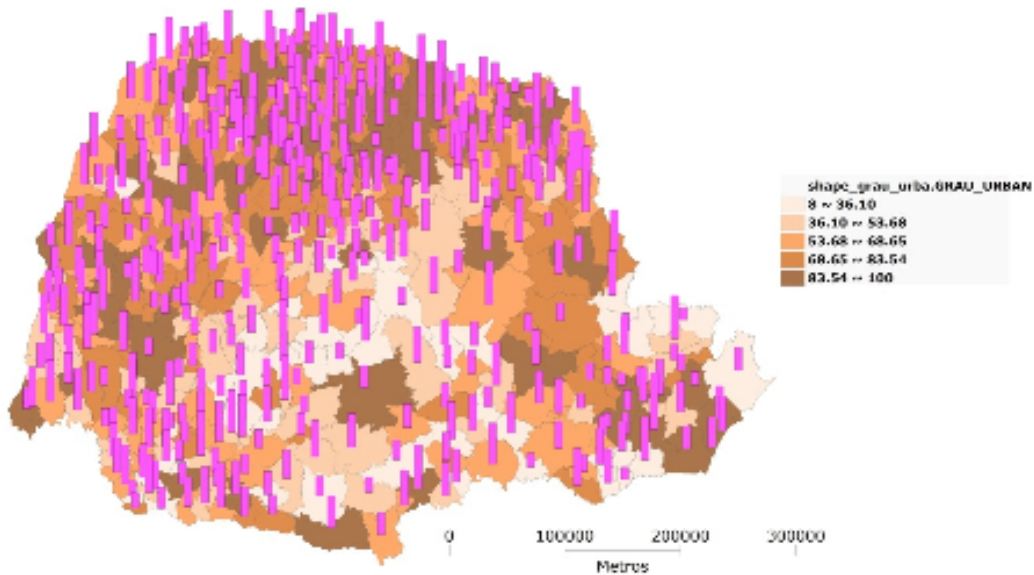 shape_grau_urba.GRAU_URBAN
8 ~ 36.10
36.10 ~ 53.68
53.68 ~ 68.65
68.65 ~ 83.54
83.54 ~ 100
0 100000 200000 300000
Metros